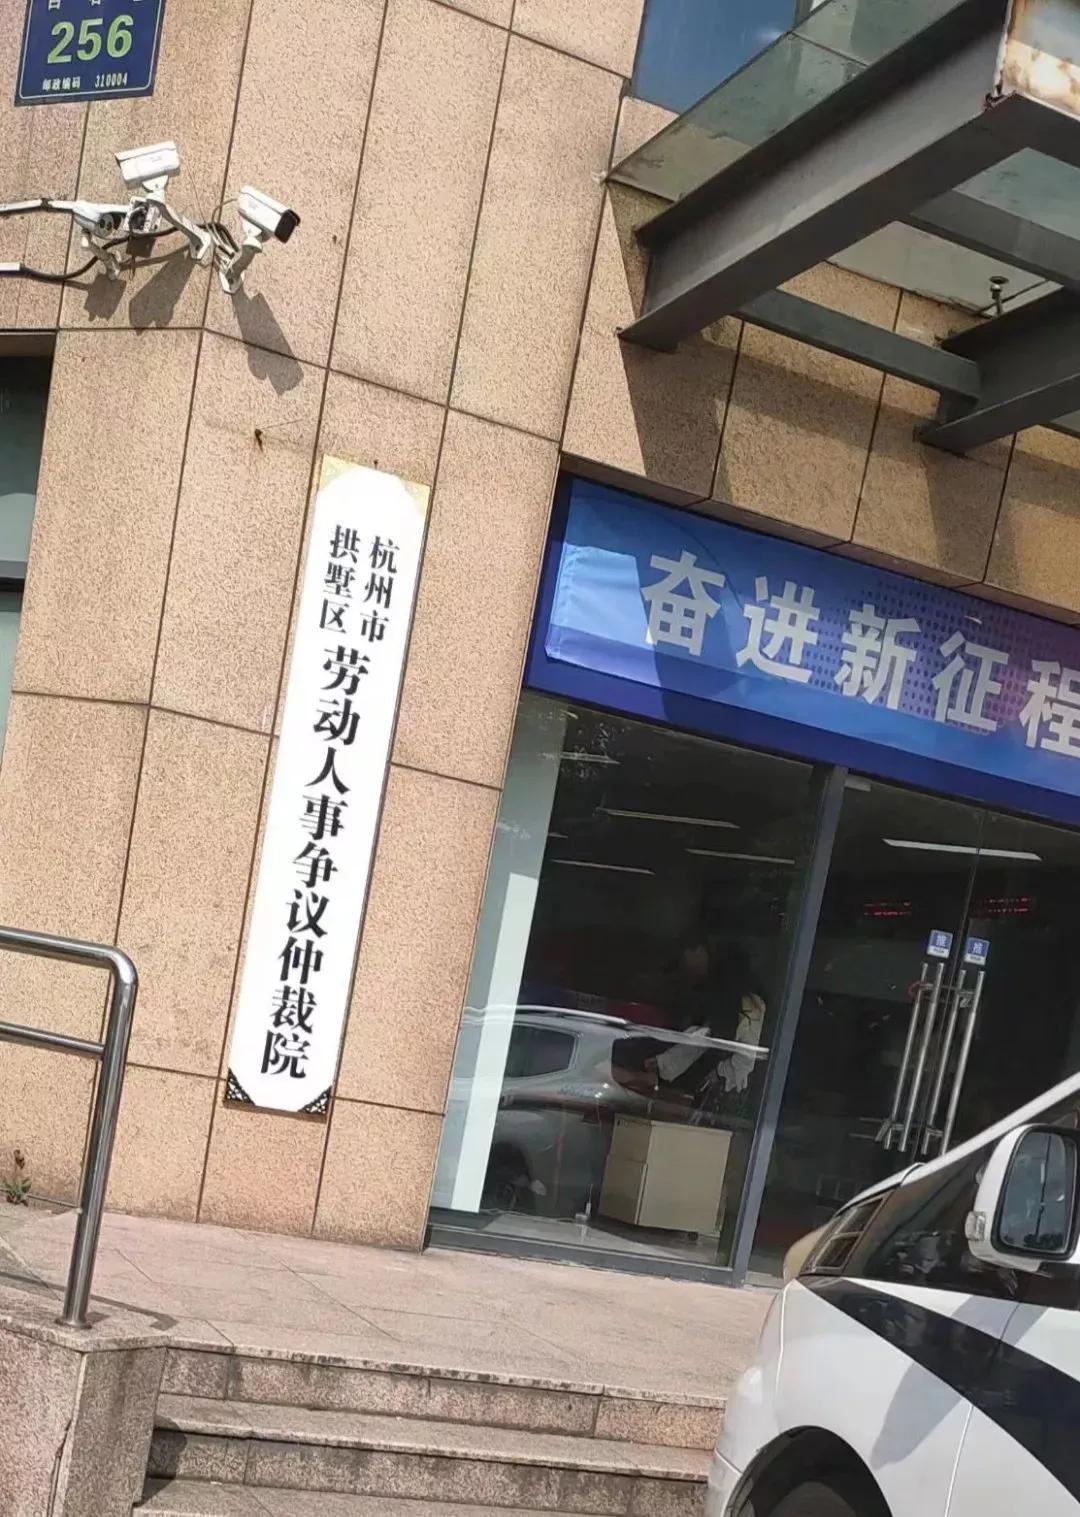 256
邮政编码 310004
杭州市
拱墅区
劳动人事争议仲裁院
奋进新征程
推
推